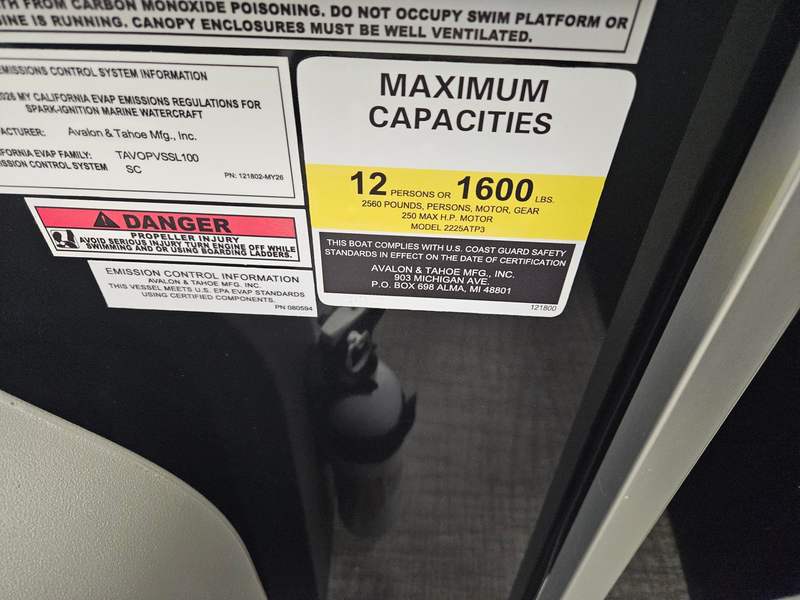 FROM CARBON MONOXIDE POISONING. DO NOT OCCUPY SWIM PLATFORM OR
IS RUNNING. CANOPY ENCLOSURES MUST BE WELL VENTILATED.
EMISSIONS CONTROL SYSTEM INFORMATION
MY CALIFORNIA EVAP EMISSIONS REGULATIONS FOR
SPARK-IGNITION MARINE WATERCRAFT
Avalon & Tahoe Mfg., Inc.
EVAP FAMILY: TAVOPVSSL100
CONTROL SYSTEM SC
PN: 121802-MY26
DANGER
PROPELLER INJURY
AVOID SERIOUS INJURY TURN ENGINE OFF WHILE
SWIMMING AND OR USING BOARDING LADDERS.
EMISSION CONTROL INFORMATION
AVALON & TAHOE MFG. INC.
THIS VESSEL MEETS U.S. EPA EVAP STANDARDS
USING CERTIFIED COMPONENTS.
PN 080594
MAXIMUM
CAPACITIES
12 PERSONS OR 1600 LBS.
2560 POUNDS, PERSONS, MOTOR, GEAR
250 MAX H.P. MOTOR
MODEL 2225ATP3
THIS BOAT COMPLIES WITH U.S. COAST GUARD SAFETY
STANDARDS IN EFFECT ON THE DATE OF CERTIFICATION
AVALON & TAHOE MFG., INC.
903 MICHIGAN AVE.
P.O. BOX 698 ALMA, MI 48801
121800